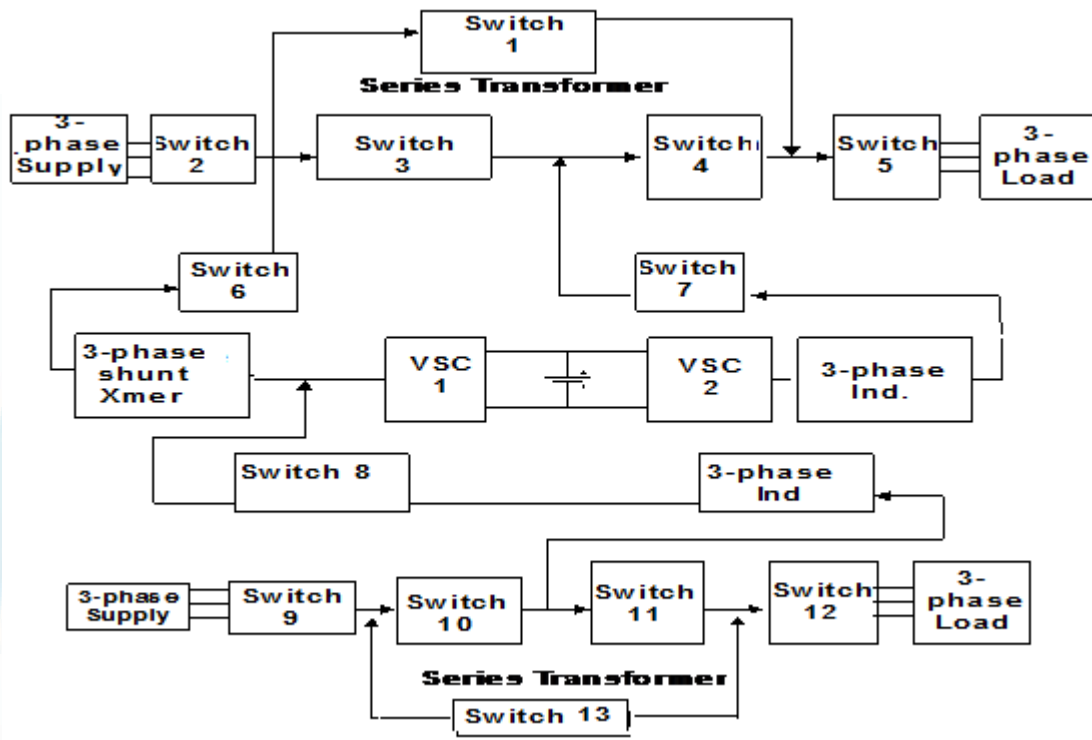 Switch
1
Series Transformer
3-
phase
Supply
Switch
2
Switch
3
Switch
4
Switch
5
3-
phase
Load
Switch
6
Switch
7
3-phase
shunt
Xmer
VSC
1
VSC
2
3-phase
Ind.
Switch 8
3-phase
Ind
3-phase
Supply
Switch
9
Switch
10
Switch
11
Switch
12
3-
phase
Load
Series Transformer
Switch 13